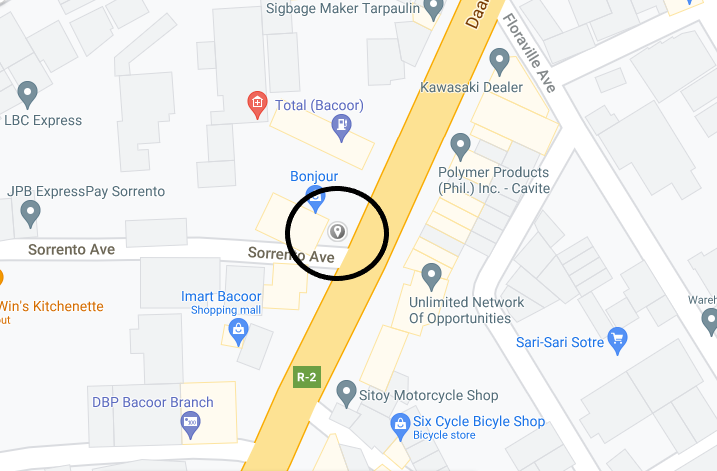 Sigbage Maker Tarpaulin
Daa
Floraville Ave
Kawasaki Dealer
LBC Express
Total (Bacoor)
Polymer Products
(Phil.) Inc. - Cavite
Bonjour
JPB ExpressPay Sorrento
Sorrento Ave
Sorrento Ave
Win's Kitchenette
out
Imart Bacoor
Shopping mall
Unlimited Network
Of Opportunities
Wareh
Sari-Sari Sotre
R-2
Sitoy Motorcycle Shop
DBP Bacoor Branch
Six Cycle Bicyle Shop
Bicycle store